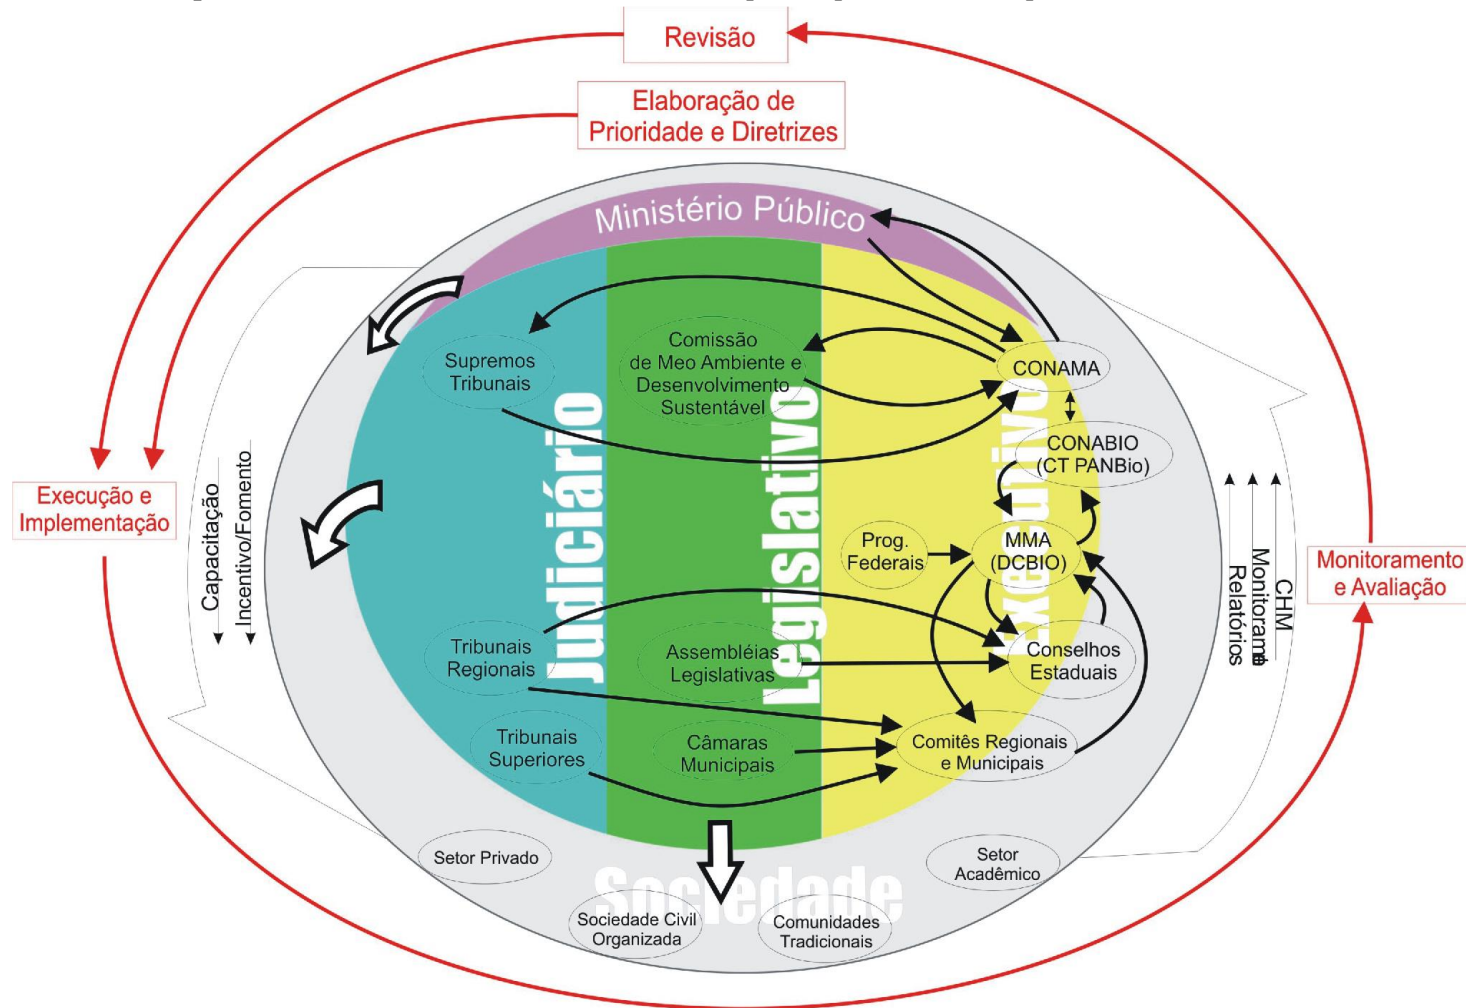 Revisão
Elaboração de
Prioridade e Diretrizes
Ministério Público
Supremos
Tribunais
Comissão
de Meo Ambiente e
Desenvolvimento
Sustentável
CONAMA
CONABIO
(CT PANBio)
Judiciário
Legislativo
Executivo
Execução e
Implementação
Capacitação
Incentivo/Fomento
Prog.
Federais
MMA
(DCBIO)
Relatórios
CHM
Monitoramento
e Avaliação
Tribunais
Regionais
Assembléias
Legislativas
Conselhos
Estaduais
Tribunais
Superiores
Câmaras
Municipais
Comitês Regionais
e Municipais
Setor Privado
Setor
Acadêmico
Sociedade
Sociedade Civil
Organizada
Comunidades
Tradicionais